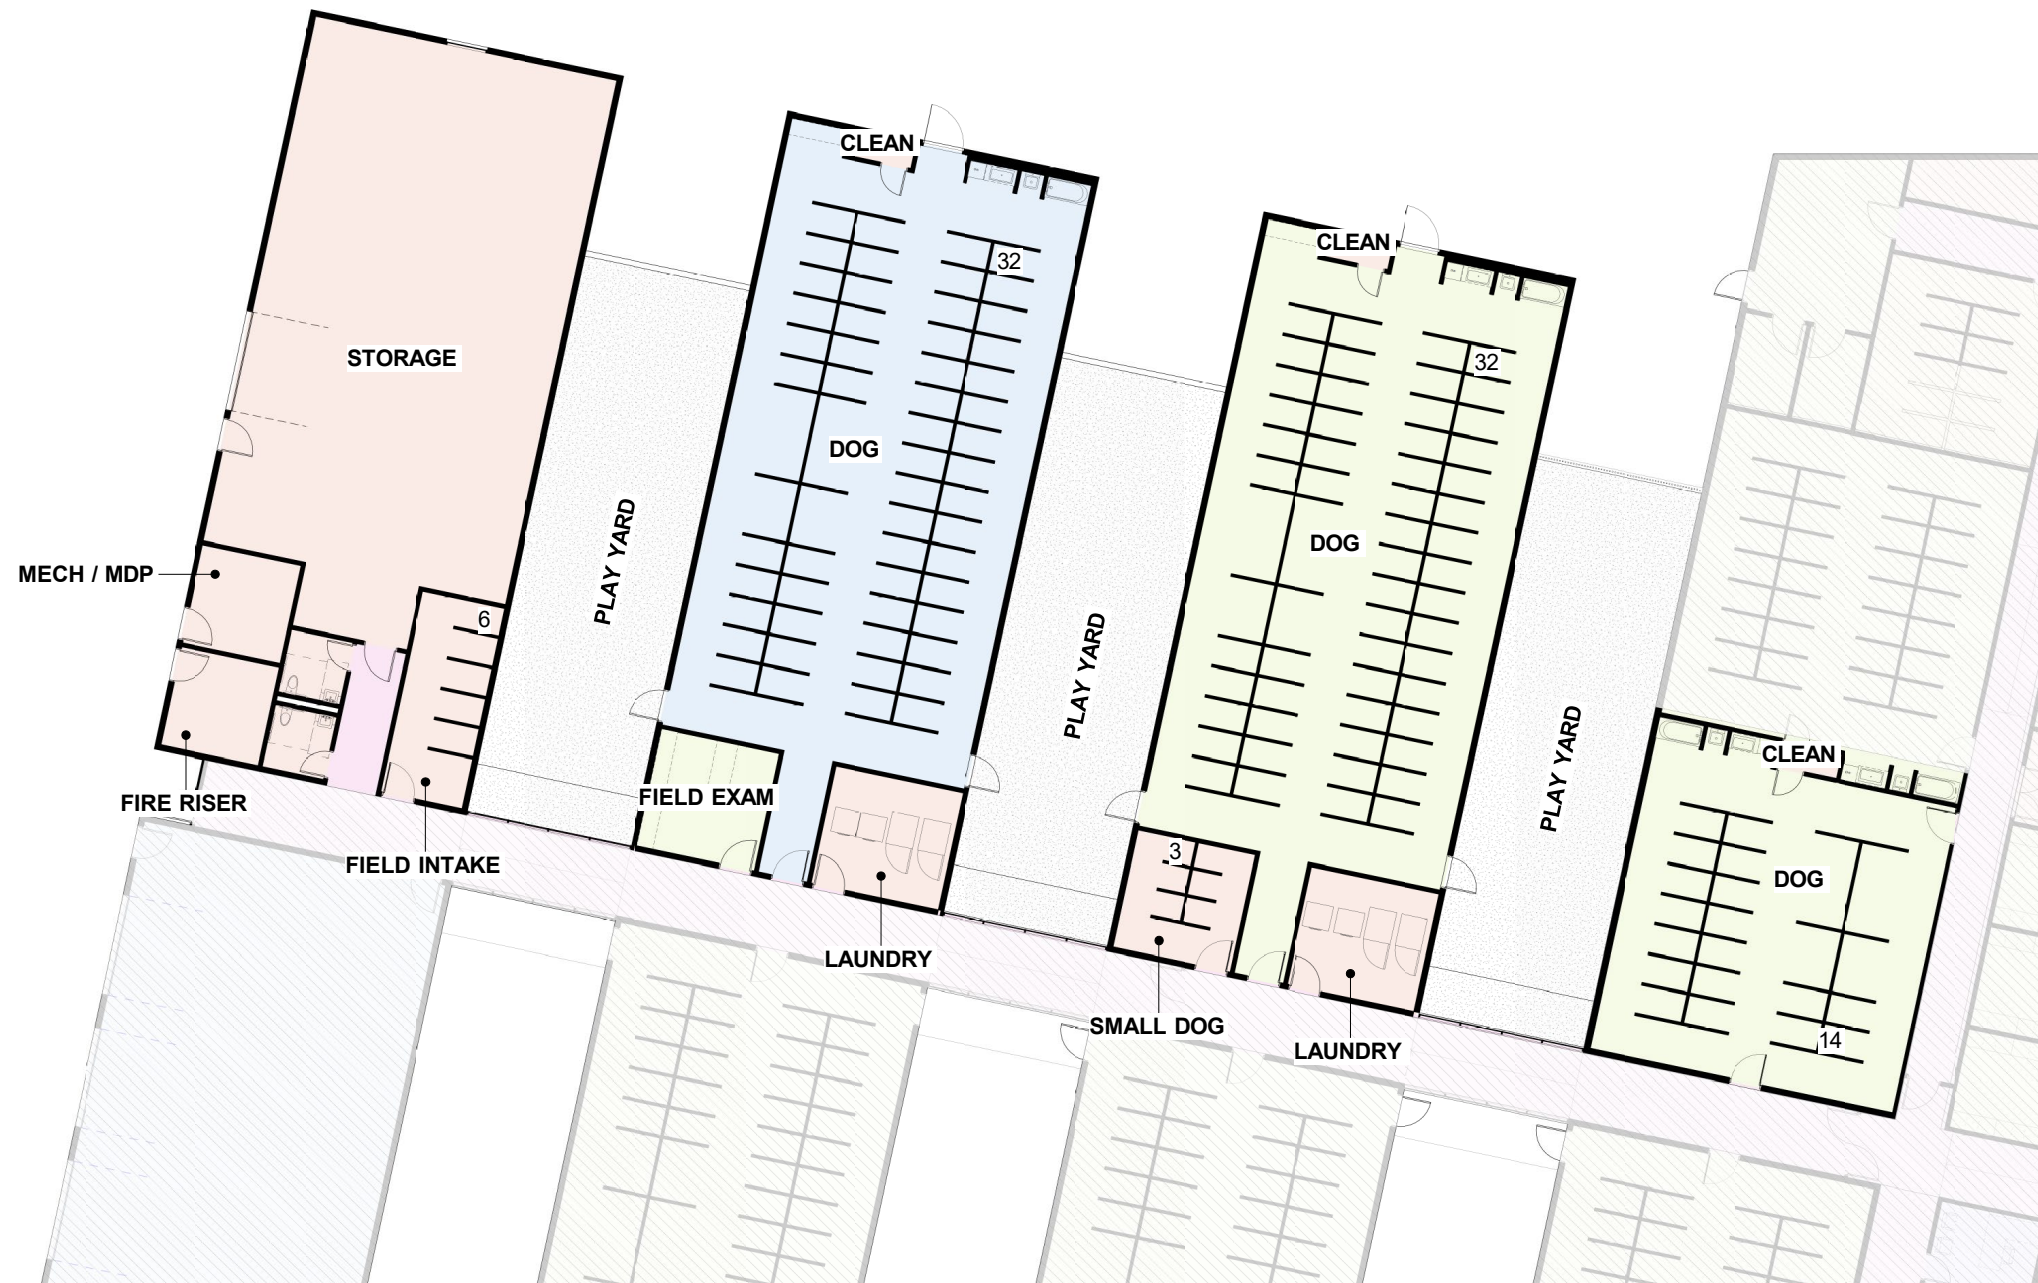 CLEAN
32
CLEAN
32
STORAGE
DOG
PLAY YARD
DOG
MECH / MDP
6
PLAY YARD
PLAY YARD
CLEAN
FIELD EXAM
FIRE RISER
3
FIELD INTAKE
DOG
LAUNDRY
SMALL DOG
LAUNDRY
14